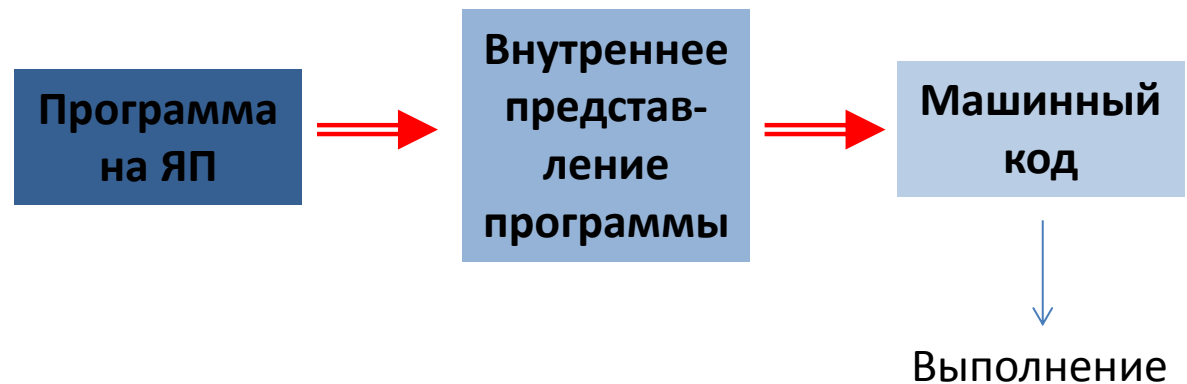 Программа
на ЯП
Внутреннее
представ-
ление
программы
Машинный
код
Выполнение